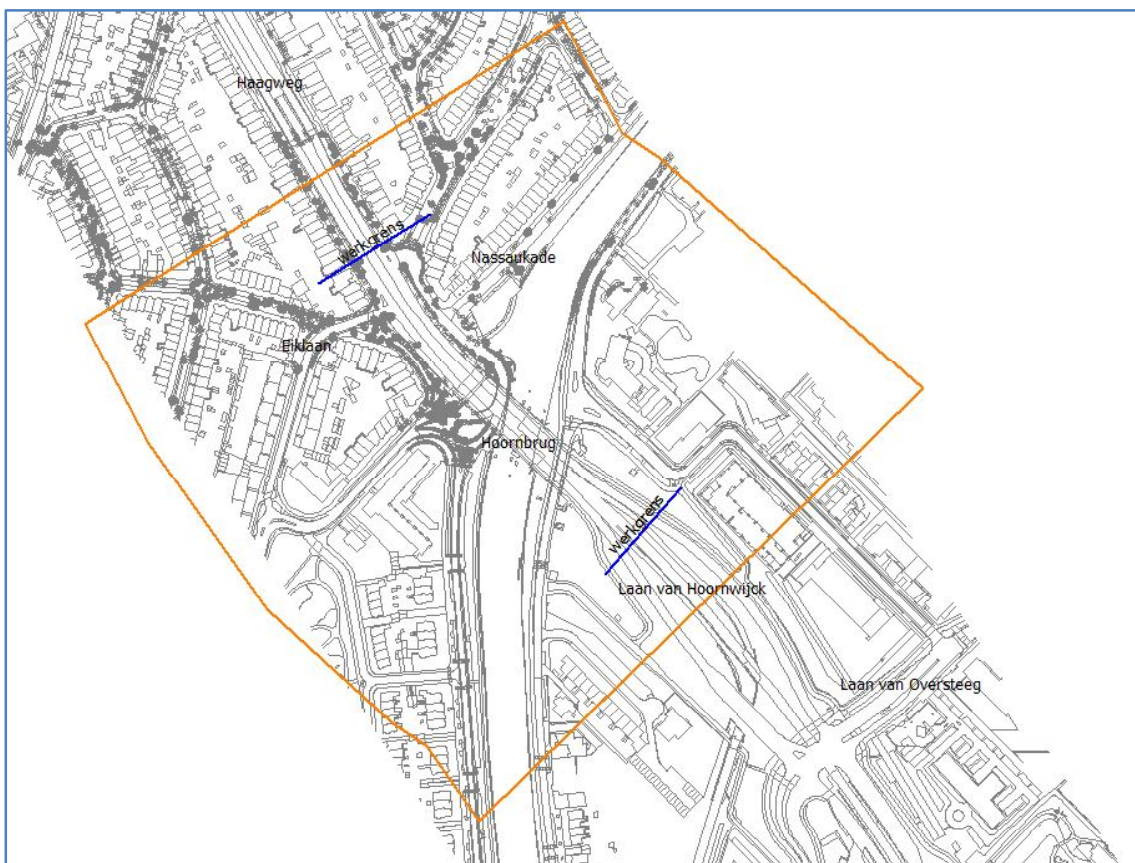 Haagweg
werkgrens
Nassaukade
Eiklaan
Hoornbrug
werkgrens
Laan van Hoornwijck
Laan van Oversteeg